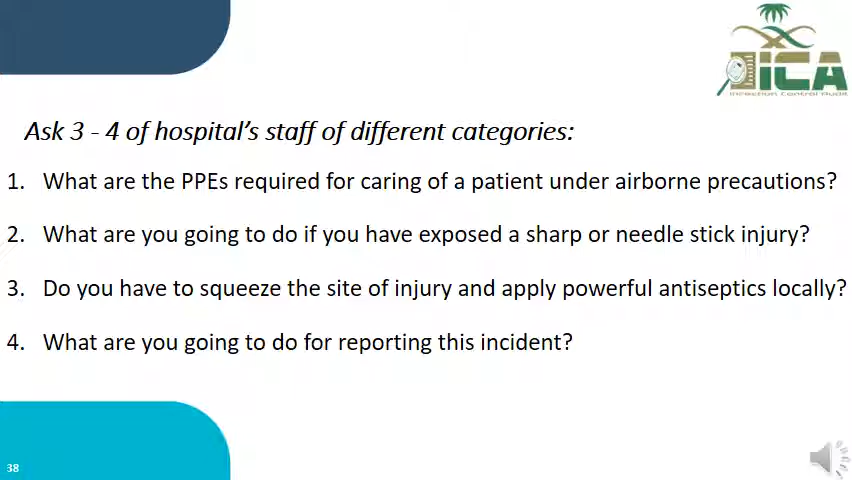 iCA
Infection Control Audit
Ask 3 - 4 of hospital's staff of different categories:
1. What are the PPEs required for caring of a patient under airborne precautions?
2. What are you going to do if you have exposed a sharp or needle stick injury?
3. Do you have to squeeze the site of injury and apply powerful antiseptics locally?
4. What are you going to do for reporting this incident?
38